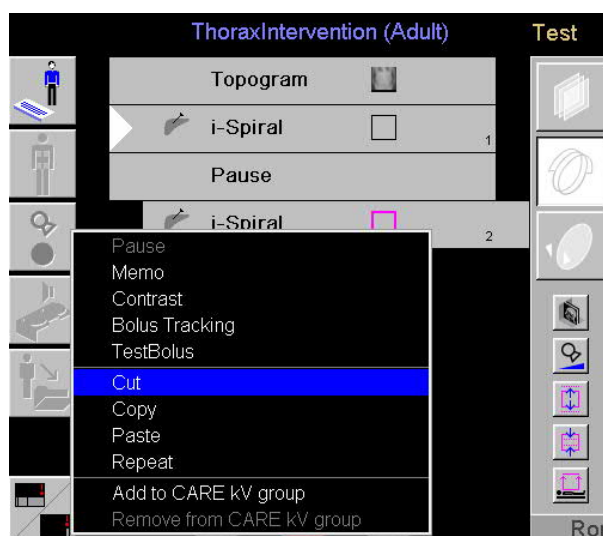 ThoraxIntervention (Adult) Test
Topogram
i-Spiral 1
Pause
i-Spiral 2
Pause
Memo
Contrast
Bolus Tracking
TestBolus
Cut
Copy
Paste
Repeat
Add to CARE kV group
Remove from CARE kV group